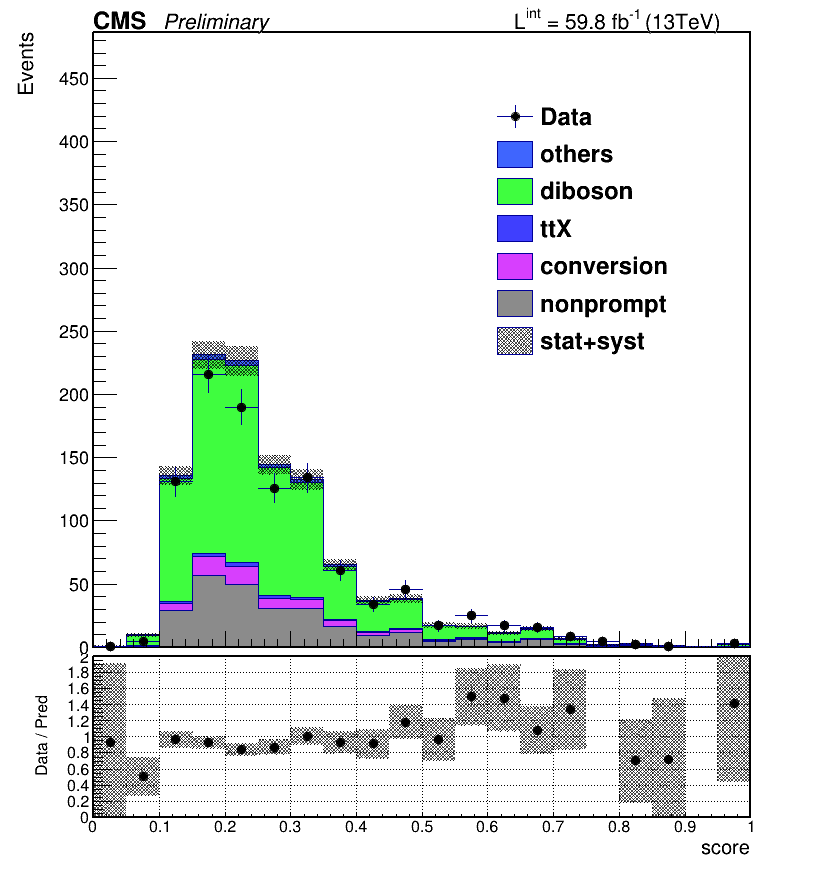 CMS Preliminary L^int = 59.8 fb^-1 (13TeV)
Events
450
400
350
300
250
200
150
100
50
0
Data
others
diboson
ttX
conversion
nonprompt
stat+syst
Data / Pred
2
1.8
1.6
1.4
1.2
1
0.8
0.6
0.4
0.2
0
0 0.1 0.2 0.3 0.4 0.5 0.6 0.7 0.8 0.9 1
score